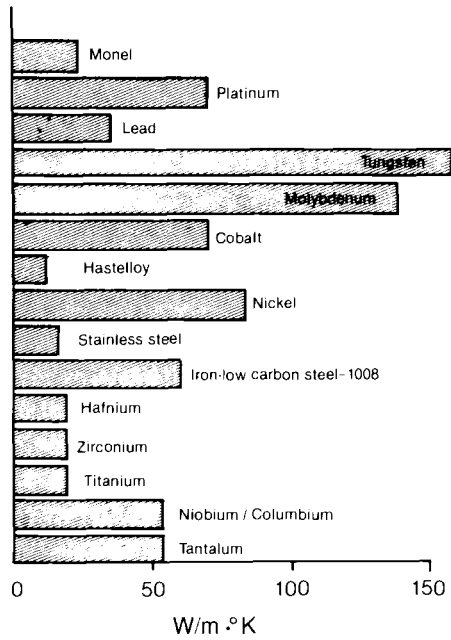 Monel
Platinum
Lead
Tungsten
Molybdenum
Cobalt
Hastelloy
Nickel
Stainless steel
Iron-low carbon steel-1008
Hafnium
Zirconium
Titanium
Niobium / Columbium
Tantalum
0 50 100 150
W/m ·°K